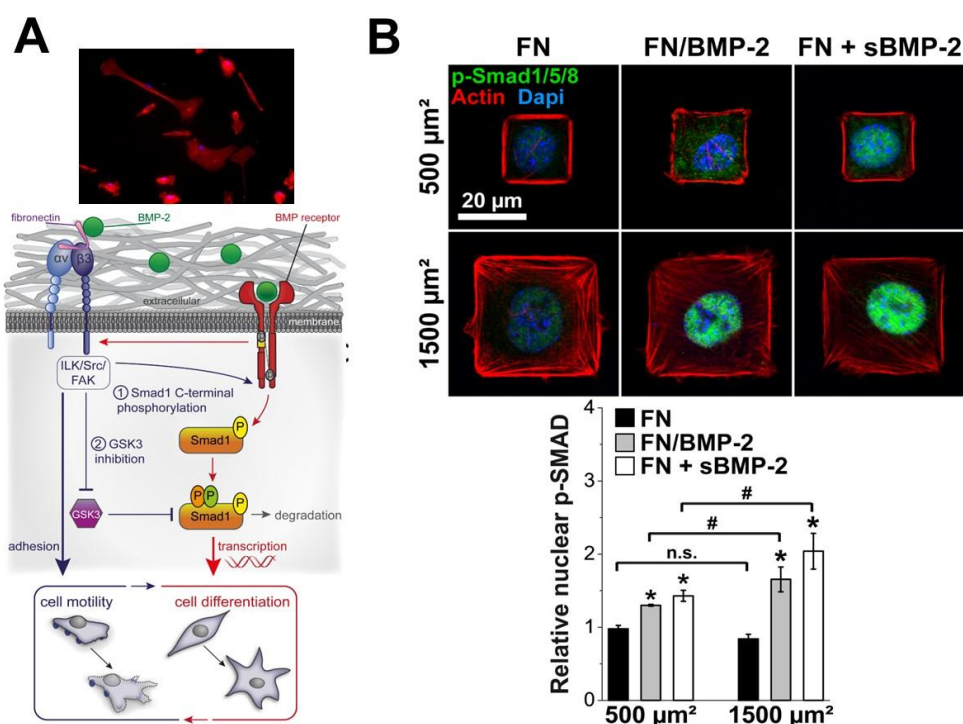 A
fibronectin
BMP-2
BMP receptor
αv
β3
extracellular
membrane
ILK/Src/
FAK
① Smad1 C-terminal
phosphorylation
P
Smad1
② GSK3
inhibition
P P
P
GSK3
Smad1
degradation
adhesion
transcription
cell motility
cell differentiation
B
FN
FN/BMP-2
FN + sBMP-2
p-Smad1/5/8
Actin Dapi
500 µm²
20 µm
1500 µm²
Relative nuclear p-SMAD
4
3
2
1
0
FN
FN/BMP-2
FN + sBMP-2
#
#
n.s.
* *
* *
500 µm² 1500 µm²